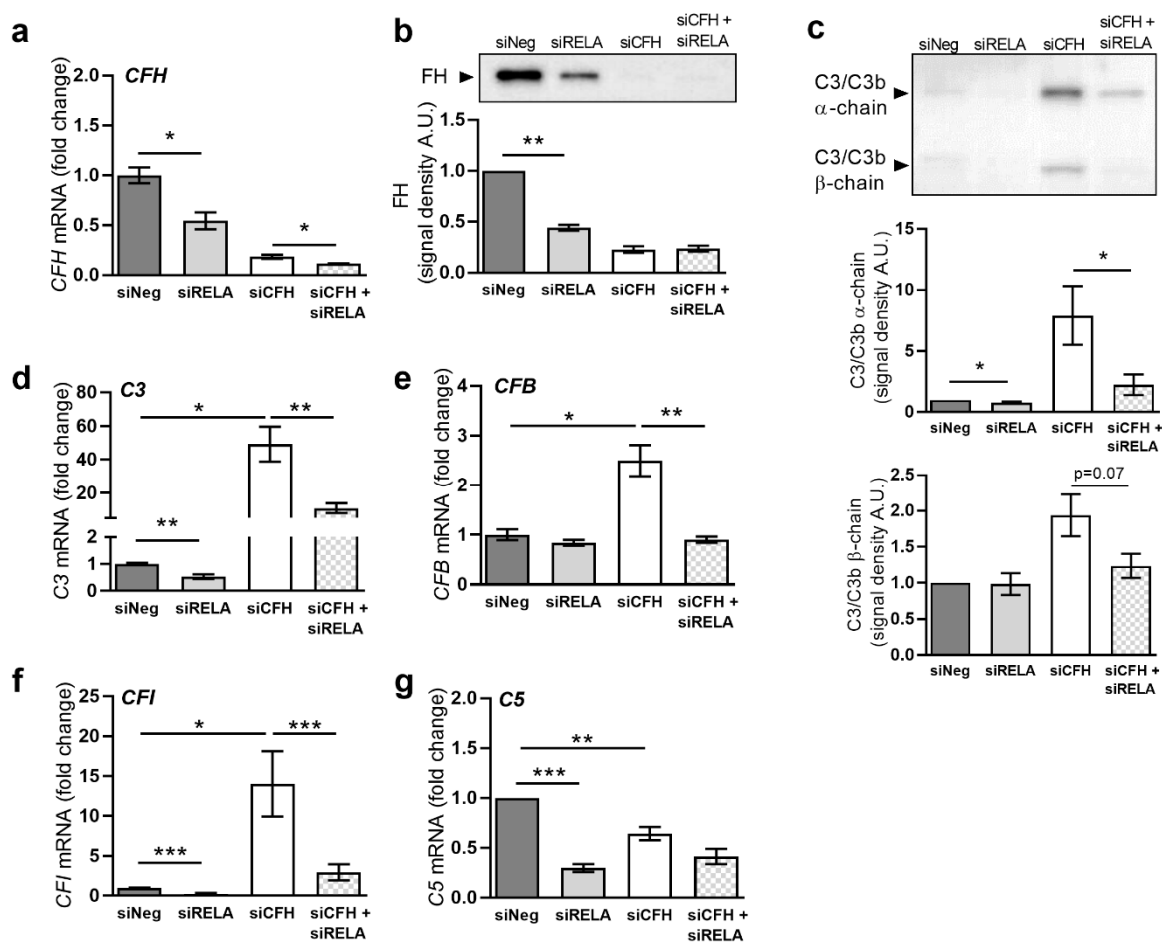 a
CFH
CFH mRNA (fold change)
2.0
1.5
1.0
0.5
0.0
*
*
siNeg
siRELA
siCFH
siCFH +
siRELA
b
siNeg
siRELA
siCFH
siCFH +
siRELA
FH
FH
(signal density A.U.)
1.5
1.0
0.5
0.0
**
siNeg
siRELA
siCFH
siCFH +
siRELA
c
siNeg
siRELA
siCFH
siCFH +
siRELA
C3/C3b
α-chain
C3/C3b
β-chain
C3/C3b α-chain
(signal density A.U.)
15
10
5
0
*
*
siNeg
siRELA
siCFH
siCFH +
siRELA
C3/C3b β-chain
(signal density A.U.)
2.5
2.0
1.5
1.0
0.5
0.0
p=0.07
siNeg
siRELA
siCFH
siCFH +
siRELA
d
C3
C3 mRNA (fold change)
80
60
40
20
2
1
0
*
**
**
siNeg
siRELA
siCFH
siCFH +
siRELA
e
CFB
CFB mRNA (fold change)
4
3
2
1
0
*
**
siNeg
siRELA
siCFH
siCFH +
siRELA
f
CFI
CFI mRNA (fold change)
25
20
15
10
5
0
*
***
***
siNeg
siRELA
siCFH
siCFH +
siRELA
g
C5
C5 mRNA (fold change)
2.0
1.5
1.0
0.5
0.0
**
***
siNeg
siRELA
siCFH
siCFH +
siRELA